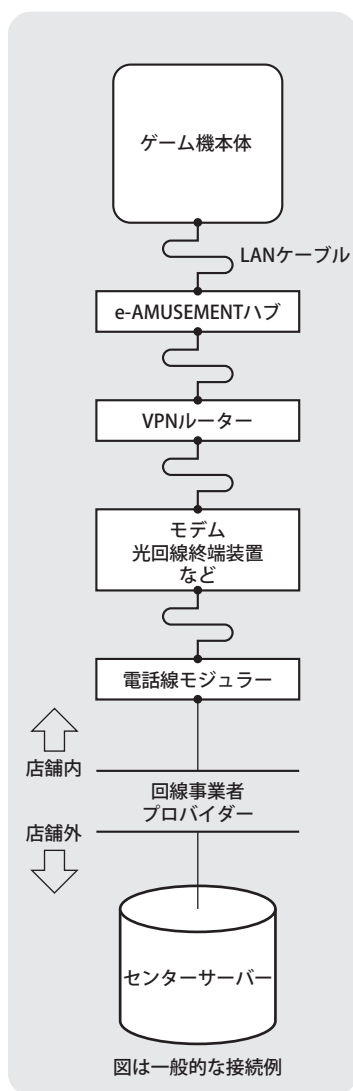 ゲーム機本体
LANケーブル
e-AMUSEMENTハブ
VPNルーター
モデム
光回線終端装置
など
電話線モジュラー
店舗内
回線事業者
プロバイダー
店舗外
センターサーバー
図は一般的な接続例